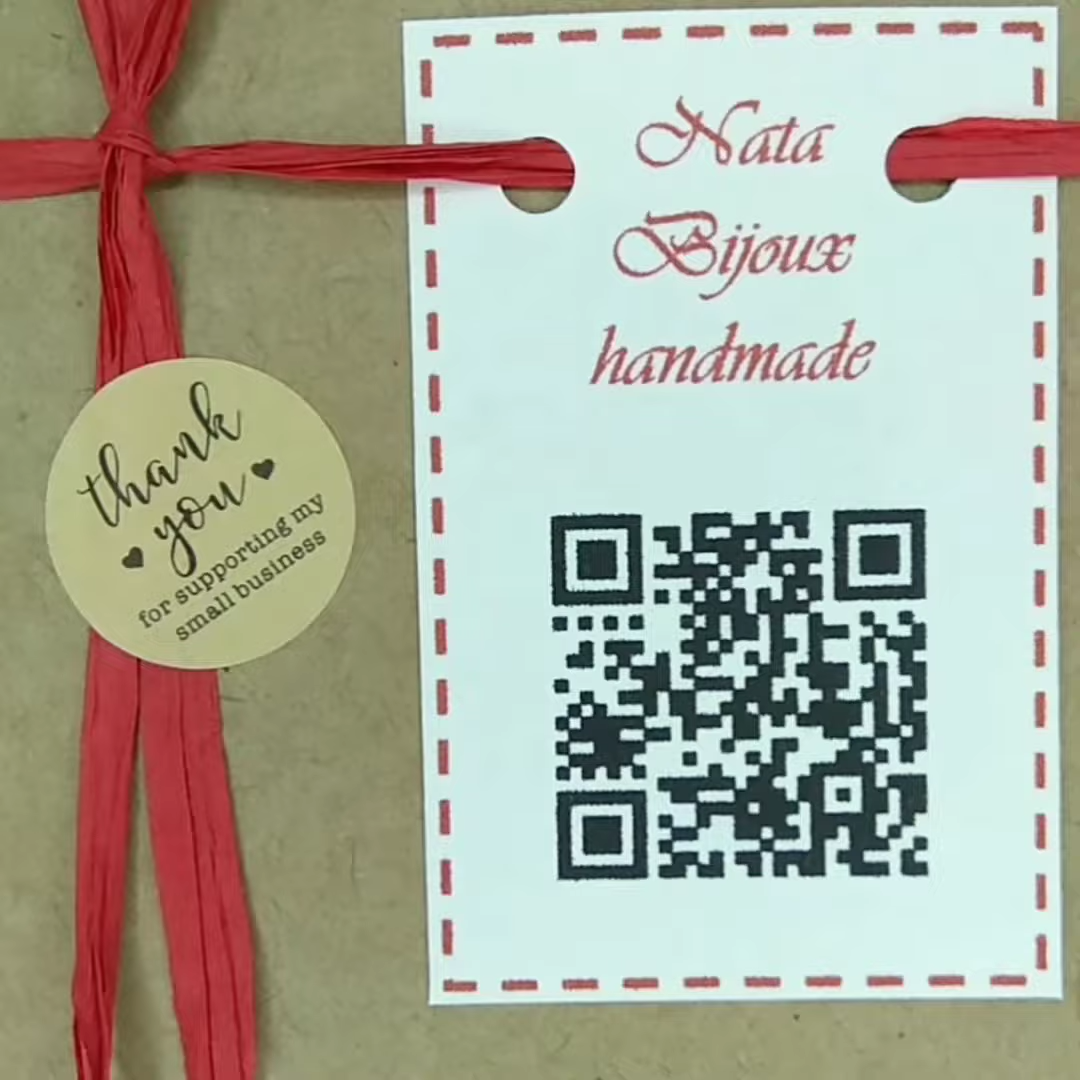 Nata
Bijoux
handmade
thank
you
for supporting my
small business